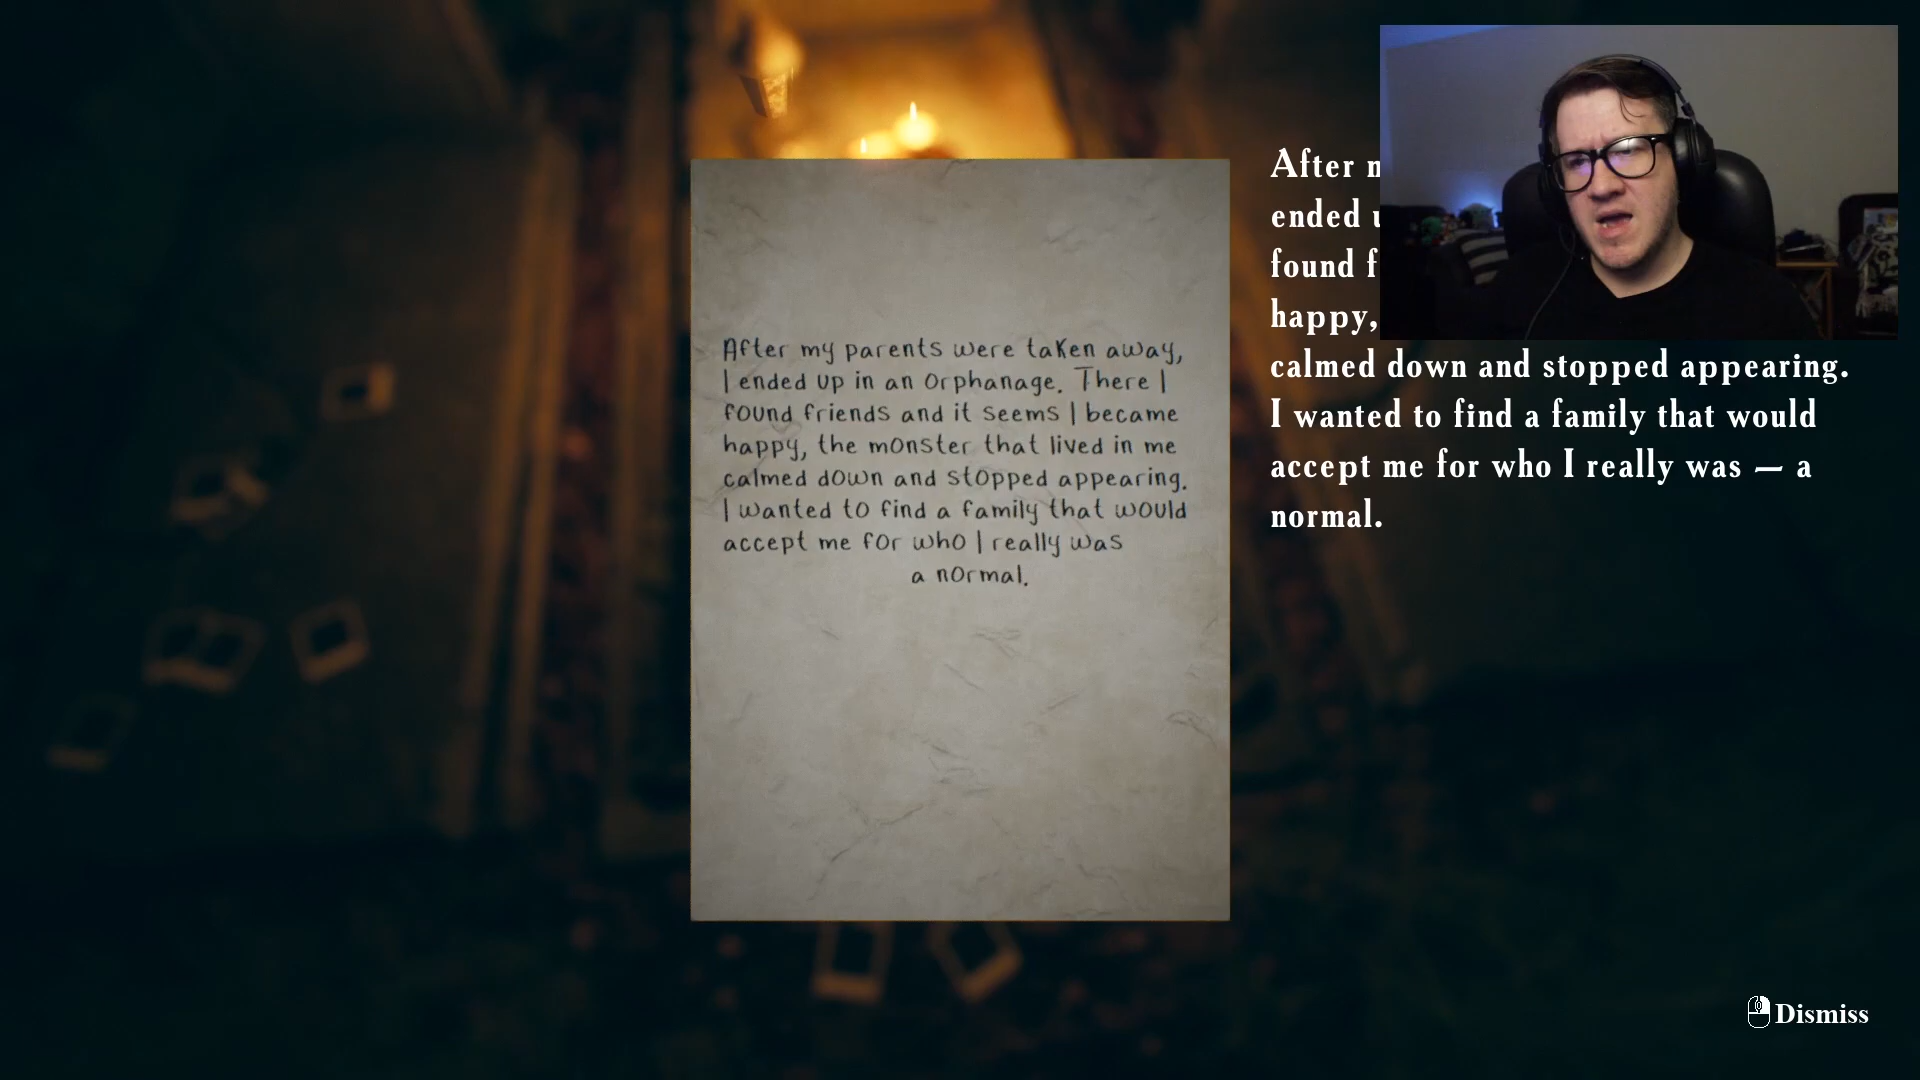 After my parents were taken away,
I ended up in an orphanage. There I
found friends and it seems I became
happy, the monster that lived in me
calmed down and stopped appearing.
I wanted to find a family that would
accept me for who I really was
a normal.
After
ended
found
happy,
calmed down and stopped appearing.
I wanted to find a family that would
accept me for who I really was — a
normal.
Dismiss